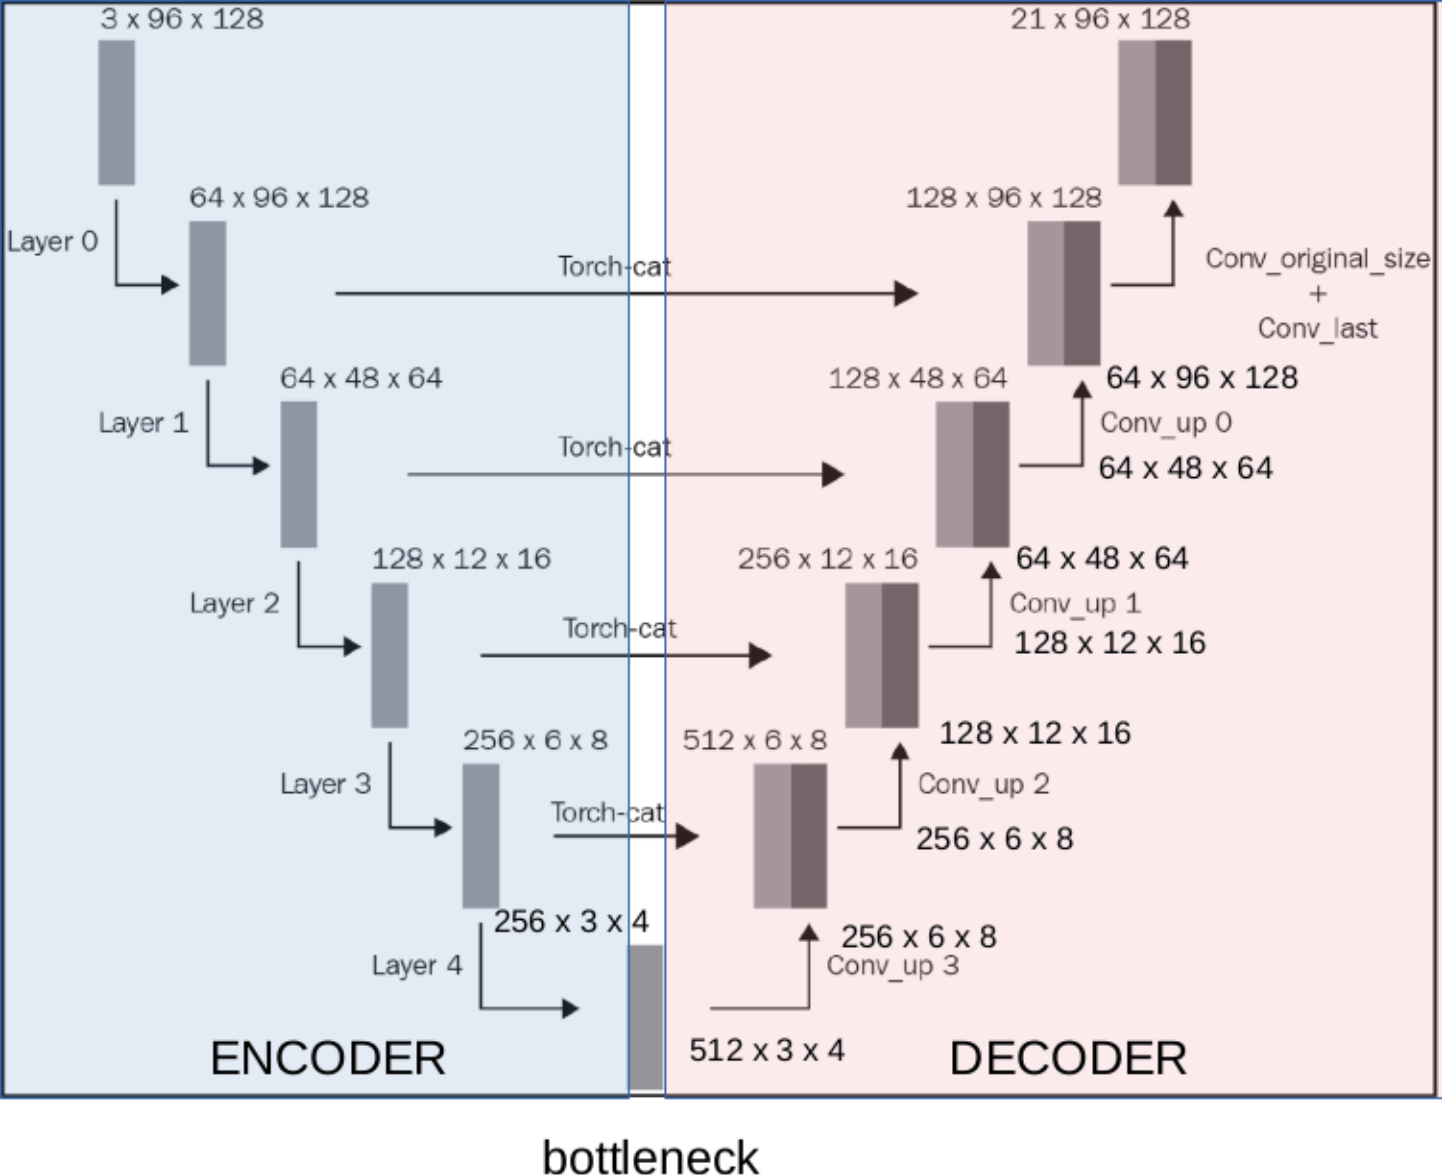 3 x 96 x 128
21 x 96 x 128
64 x 96 x 128
128 x 96 x 128
Layer 0
Torch-cat
Conv_original_size
+
Conv_last
64 x 48 x 64
128 x 48 x 64
64 x 96 x 128
Layer 1
Torch-cat
Conv_up 0
64 x 48 x 64
128 x 12 x 16
256 x 12 x 16
64 x 48 x 64
Layer 2
Torch-cat
Conv_up 1
128 x 12 x 16
256 x 6 x 8
512 x 6 x 8
128 x 12 x 16
Layer 3
Torch-cat
Conv_up 2
256 x 6 x 8
256 x 3 x 4
256 x 6 x 8
Layer 4
Conv_up 3
512 x 3 x 4
ENCODER
DECODER
bottleneck